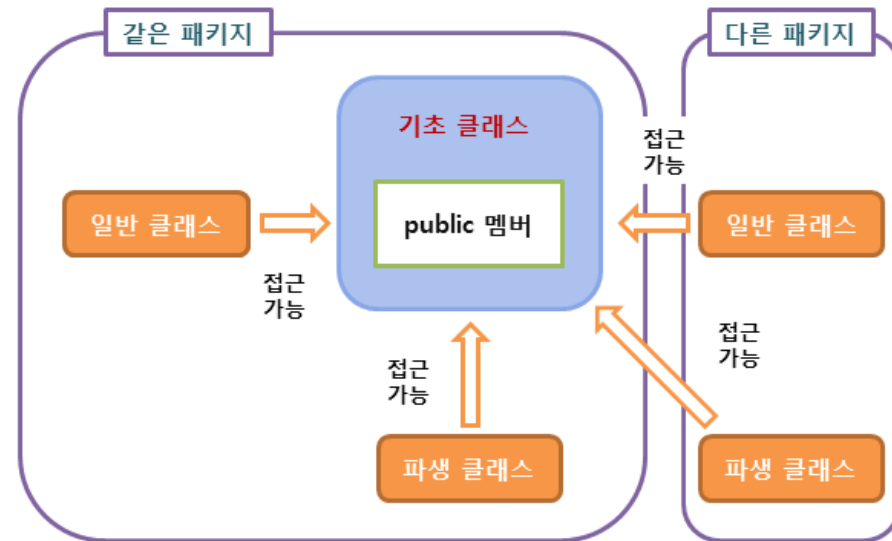 같은 패키지
다른 패키지
기초 클래스
접근
가능
일반 클래스
public 멤버
일반 클래스
접근
가능
접근
가능
접근
가능
파생 클래스
파생 클래스